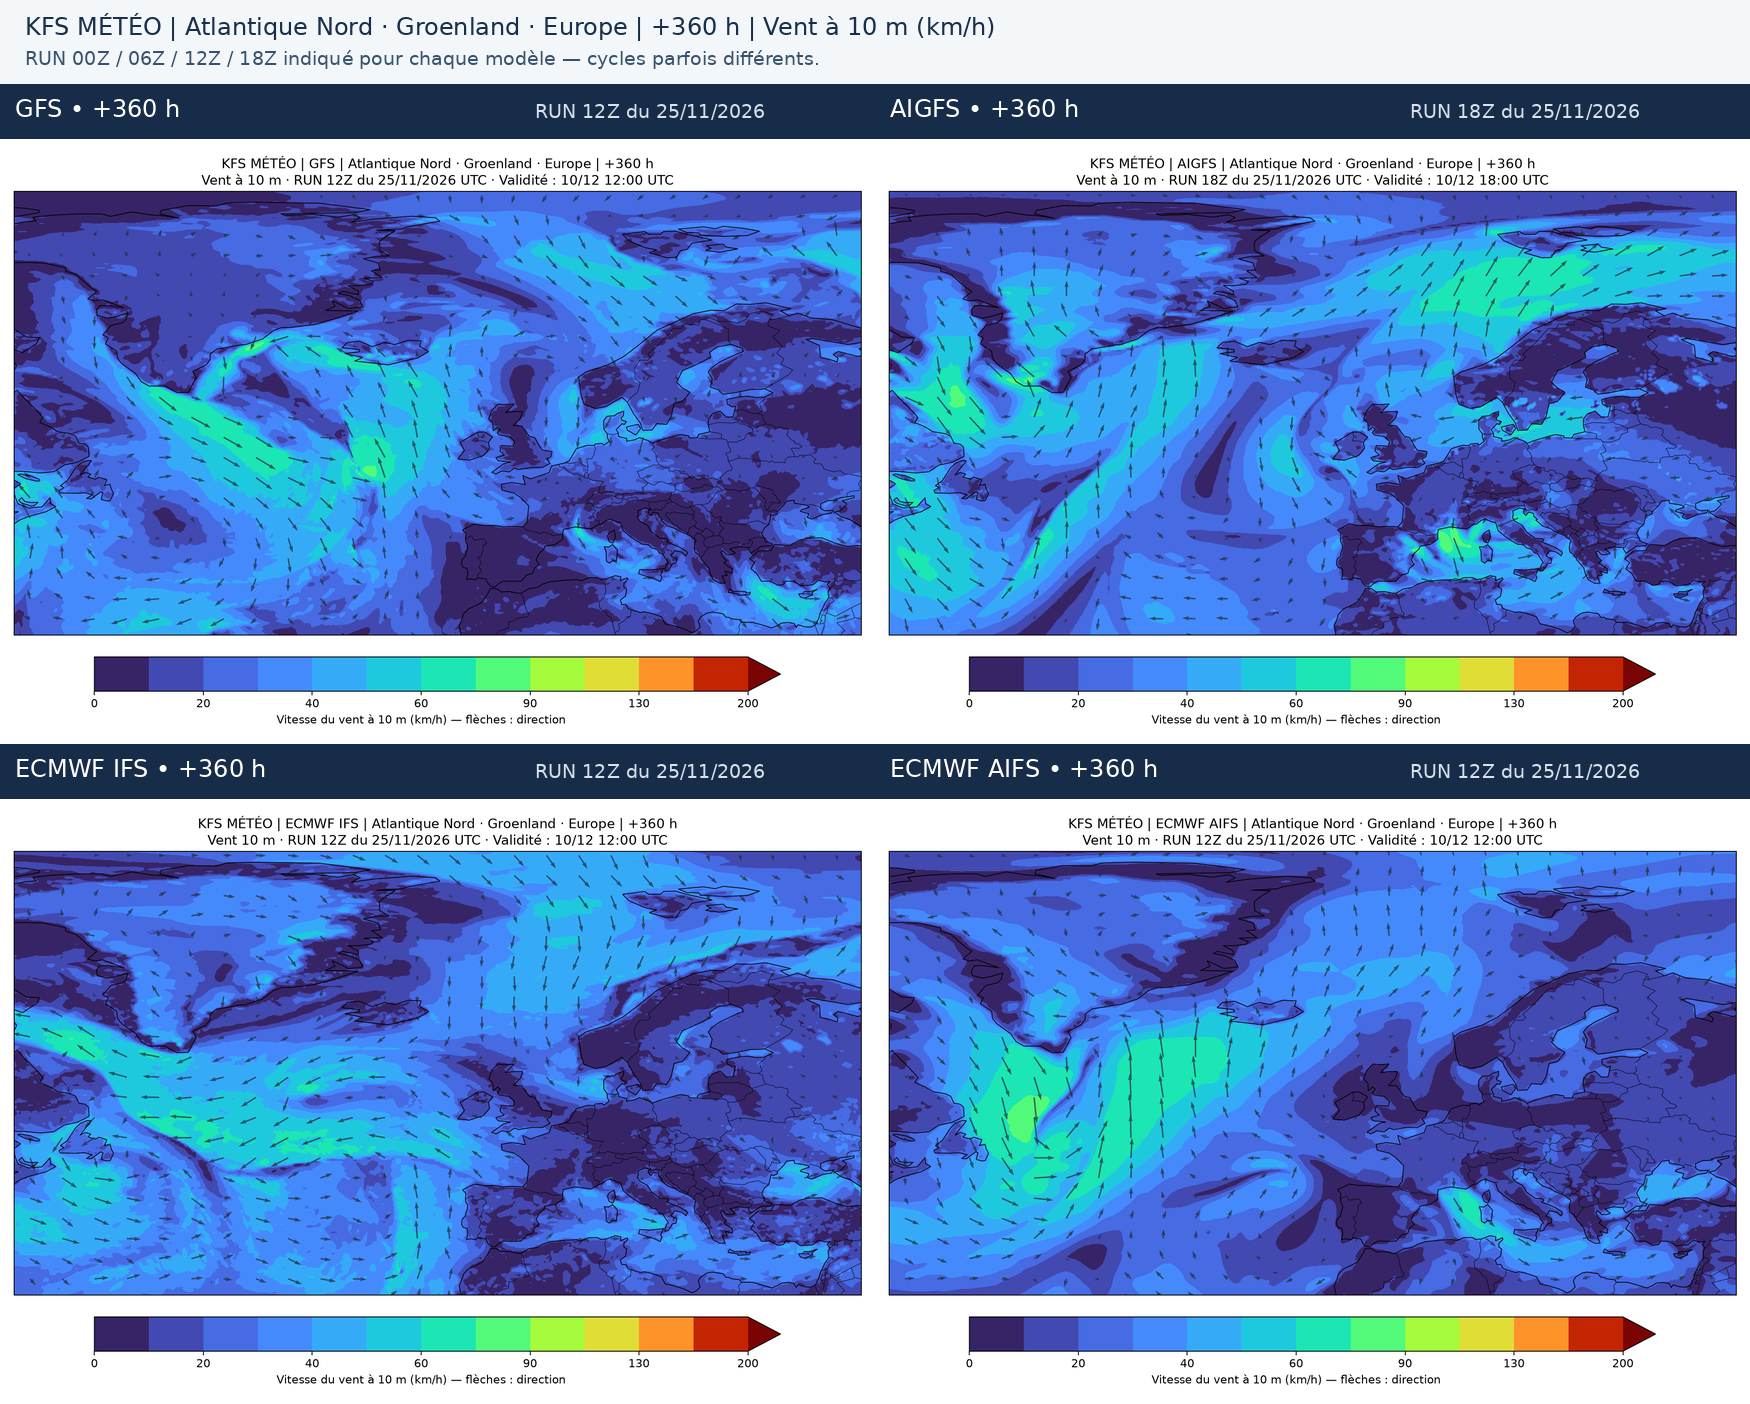 KFS MÉTÉO | Atlantique Nord · Groenland · Europe | +360 h | Vent à 10 m (km/h)
RUN 00Z / 06Z / 12Z / 18Z indiqué pour chaque modèle — cycles parfois différents.
GFS • +360 h
RUN 12Z du 25/11/2026
KFS MÉTÉO | GFS | Atlantique Nord · Groenland · Europe | +360 h
Vent à 10 m · RUN 12Z du 25/11/2026 UTC · Validité : 10/12 12:00 UTC
0 20 40 60 90 130 200
Vitesse du vent à 10 m (km/h) — flèches : direction
AIGFS • +360 h
RUN 18Z du 25/11/2026
KFS MÉTÉO | AIGFS | Atlantique Nord · Groenland · Europe | +360 h
Vent à 10 m · RUN 18Z du 25/11/2026 UTC · Validité : 10/12 18:00 UTC
0 20 40 60 90 130 200
Vitesse du vent à 10 m (km/h) — flèches : direction
ECMWF IFS • +360 h
RUN 12Z du 25/11/2026
KFS MÉTÉO | ECMWF IFS | Atlantique Nord · Groenland · Europe | +360 h
Vent 10 m · RUN 12Z du 25/11/2026 UTC · Validité : 10/12 12:00 UTC
0 20 40 60 90 130 200
Vitesse du vent à 10 m (km/h) — flèches : direction
ECMWF AIFS • +360 h
RUN 12Z du 25/11/2026
KFS MÉTÉO | ECMWF AIFS | Atlantique Nord · Groenland · Europe | +360 h
Vent 10 m · RUN 12Z du 25/11/2026 UTC · Validité : 10/12 12:00 UTC
0 20 40 60 90 130 200
Vitesse du vent à 10 m (km/h) — flèches : direction